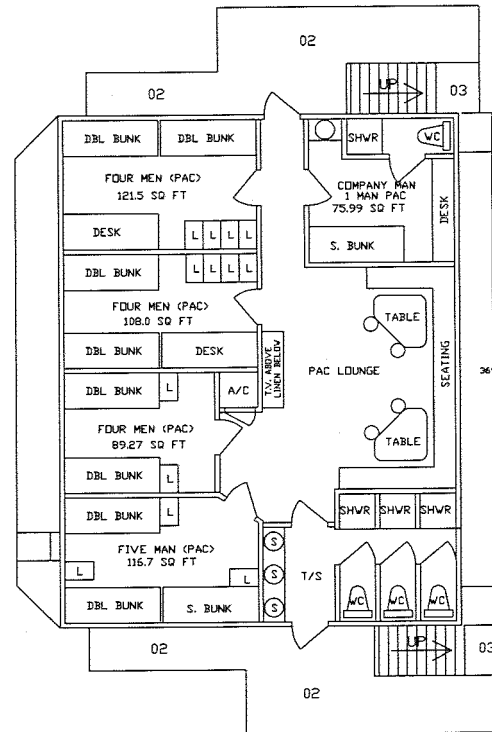 02
02
UP
03
DBL BUNK
DBL BUNK
SHWR
WC
FOUR MEN (PAC)
121.5 SQ FT
COMPANY MAN
1 MAN PAC
75.99 SQ FT
DESK
DESK
L L L L
S. BUNK
DBL BUNK
L L L L
FOUR MEN (PAC)
108.0 SQ FT
TABLE
DBL BUNK
DESK
T.V. ABOVE
LINEN BELOW
PAC LOUNGE
SEATING
DBL BUNK
L
A/C
FOUR MEN (PAC)
89.27 SQ FT
TABLE
DBL BUNK
L
DBL BUNK
L
SHWR SHWR SHWR
FIVE MAN (PAC)
116.7 SQ FT
S
L
L
S
T/S
DBL BUNK
S. BUNK
S
WC WC WC
02
UP
03
02